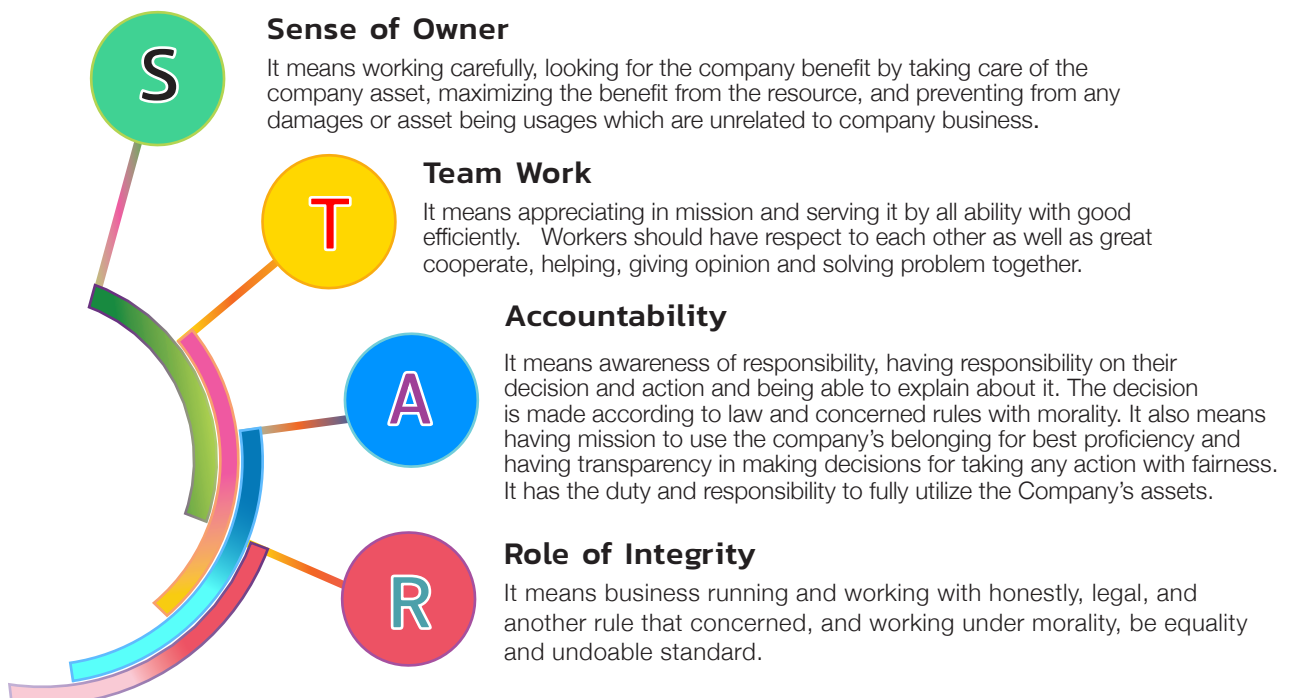 S
Sense of Owner
It means working carefully, looking for the company benefit by taking care of the
company asset, maximizing the benefit from the resource, and preventing from any
damages or asset being usages which are unrelated to company business.
T
Team Work
It means appreciating in mission and serving it by all ability with good
efficiently.   Workers should have respect to each other as well as great
cooperate, helping, giving opinion and solving problem together.
A
Accountability
It means awareness of responsibility, having responsibility on their
decision and action and being able to explain about it. The decision
is made according to law and concerned rules with morality. It also means
having mission to use the company’s belonging for best proficiency and
having transparency in making decisions for taking any action with fairness.
It has the duty and responsibility to fully utilize the Company’s assets.
R
Role of Integrity
It means business running and working with honestly, legal, and
another rule that concerned, and working under morality, be equality
and undoable standard.